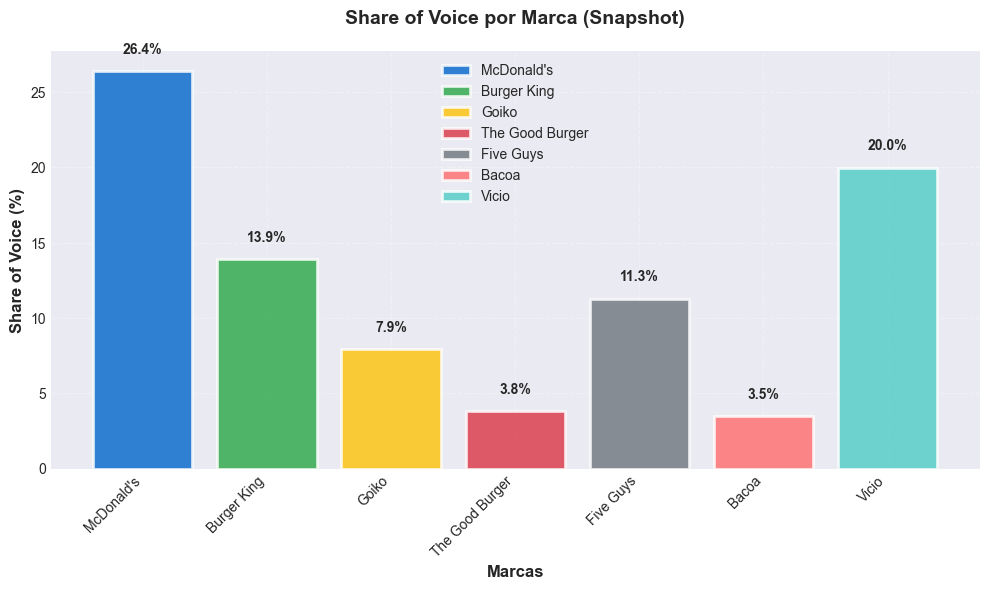 Share of Voice por Marca (Snapshot)
26.4%
McDonald's
Burger King
Goiko
The Good Burger
Five Guys
Bacoa
Vicio
13.9%
7.9%
3.8%
11.3%
3.5%
20.0%
Share of Voice (%)
25
20
15
10
5
0
McDonald's
Burger King
Goiko
The Good Burger
Five Guys
Bacoa
Vicio
Marcas